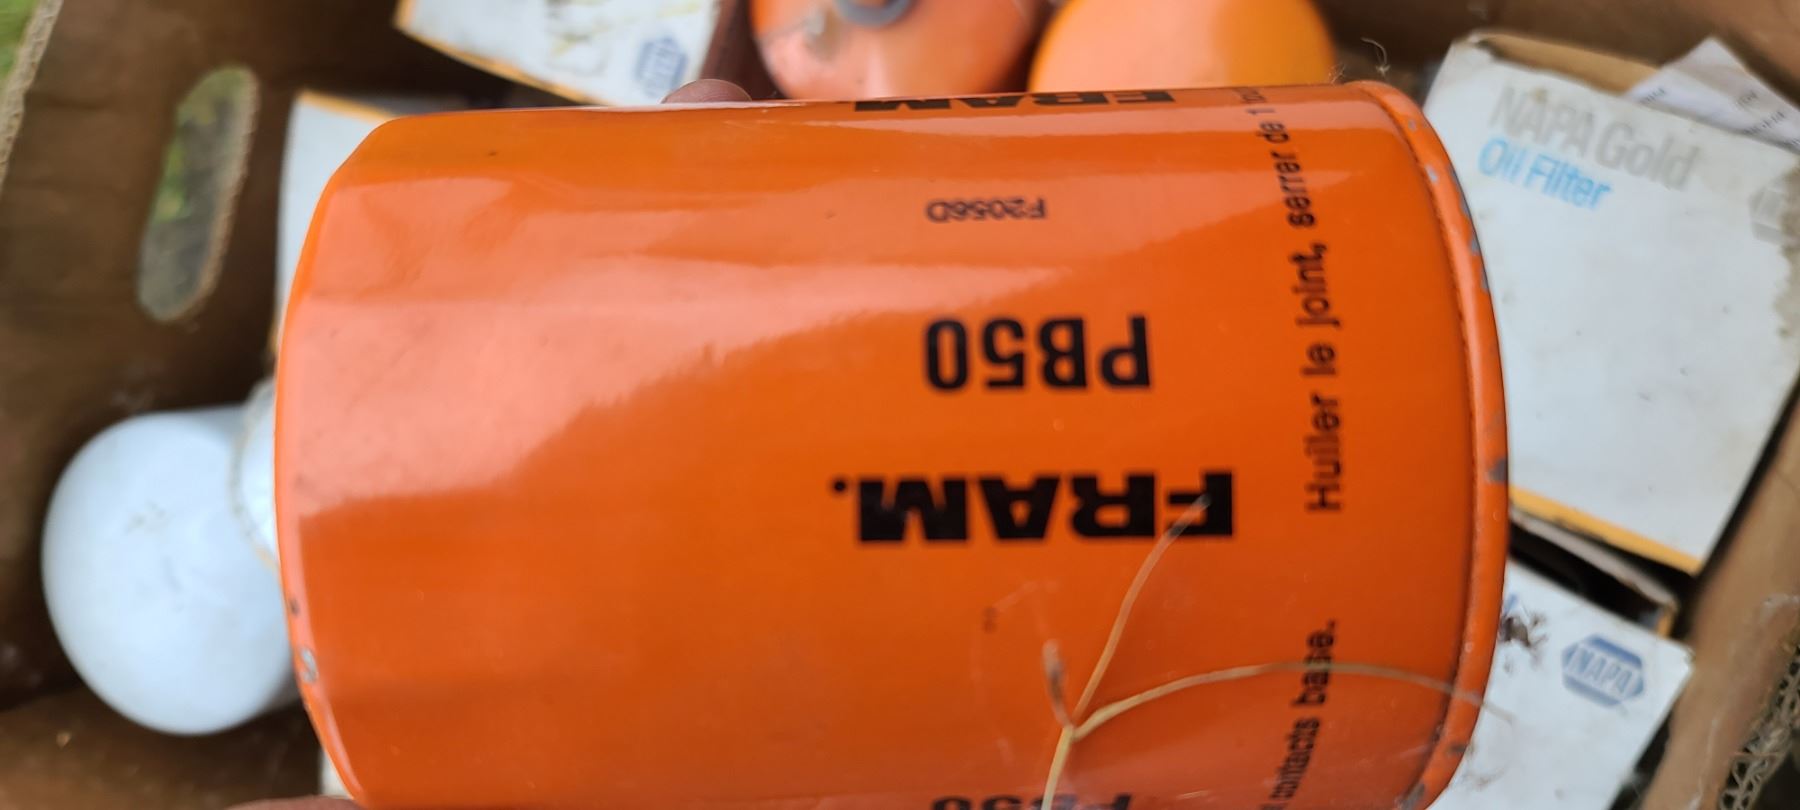 FRAM
F2056D
PB50
FRAM.
Huiler le joint, serrer de 1
contacts base.
NAPA Gold
Oil Filter
NAPA
NAPA